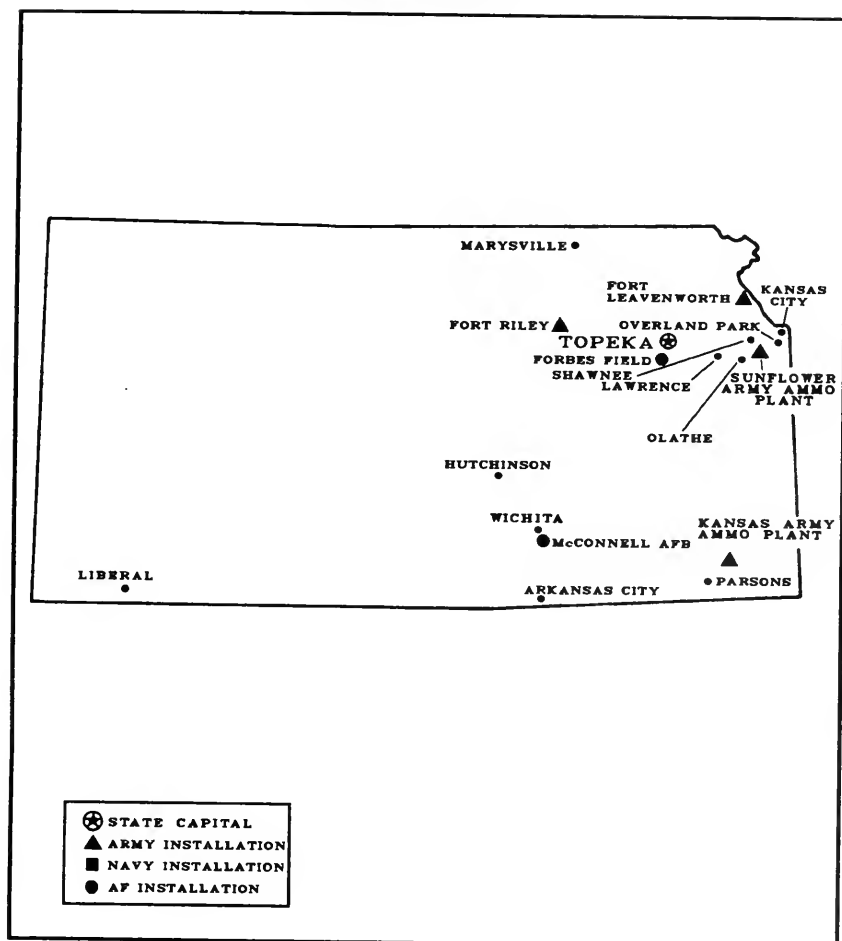 MARYSVILLE
FORT
LEAVENWORTH
KANSAS
CITY
FORT RILEY
OVERLAND PARK
TOPEKA
FORBES FIELD
SHAWNEE
LAWRENCE
SUNFLOWER
ARMY AMMO
PLANT
OLATHE
HUTCHINSON
WICHITA
McCONNELL AFB
KANSAS ARMY
AMMO PLANT
LIBERAL
PARSONS
ARKANSAS CITY
STATE CAPITAL
ARMY INSTALLATION
NAVY INSTALLATION
AF INSTALLATION